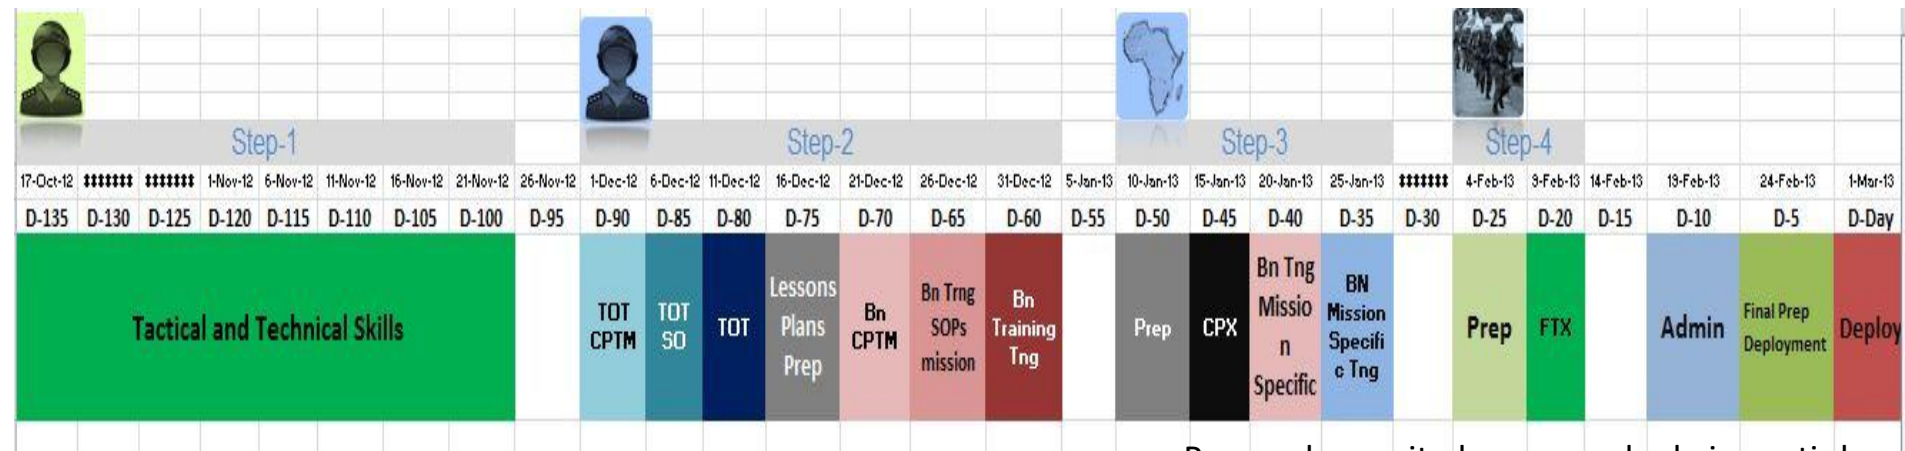 Step-1 Step-2 Step-3 Step-4
17-Oct-12 ####### ####### 1-Nov-12 6-Nov-12 11-Nov-12 16-Nov-12 21-Nov-12 26-Nov-12 1-Dec-12 6-Dec-12 11-Dec-12 16-Dec-12 21-Dec-12 26-Dec-12 31-Dec-12 5-Jan-13 10-Jan-13 15-Jan-13 20-Jan-13 25-Jan-13 ####### 4-Feb-13 9-Feb-13 14-Feb-13 19-Feb-13 24-Feb-13 1-Mar-13
D-135 D-130 D-125 D-120 D-115 D-110 D-105 D-100 D-95 D-90 D-85 D-80 D-75 D-70 D-65 D-60 D-55 D-50 D-45 D-40 D-35 D-30 D-25 D-20 D-15 D-10 D-5 D-Day
Tactical and Technical Skills
TOT
CPTM
TOT
SO
TOT
Lessons
Plans
Prep
Bn
CPTM
Bn Trng
SOPs
mission
Bn
Training
Tng
Prep
CPX
Bn Tng
Missio
n
Specific
BN
Mission
Specifi
c Tng
Prep
FTX
Admin
Final Prep
Deployment
Deploy